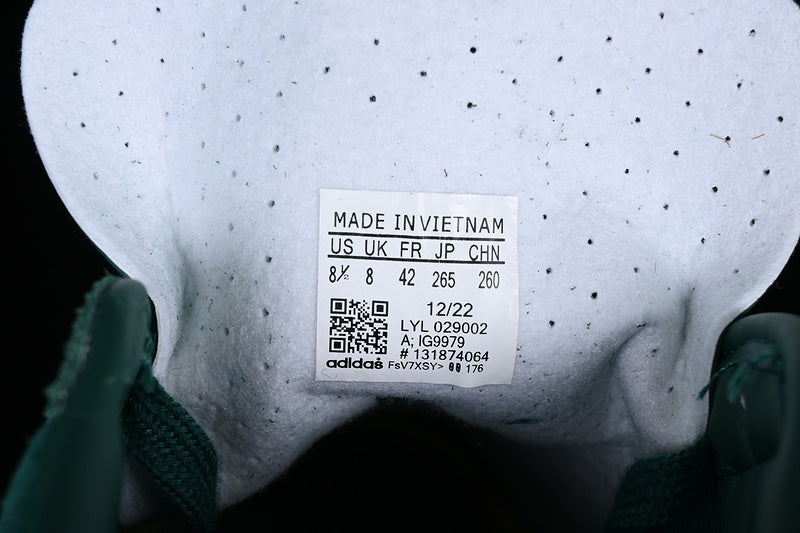 MADE IN VIETNAM
US UK FR JP CHN
8½ 8 42 265 260
12/22
LYL 029002
A; IG9979
# 131874064
adidas FsV7XSY> 00 176